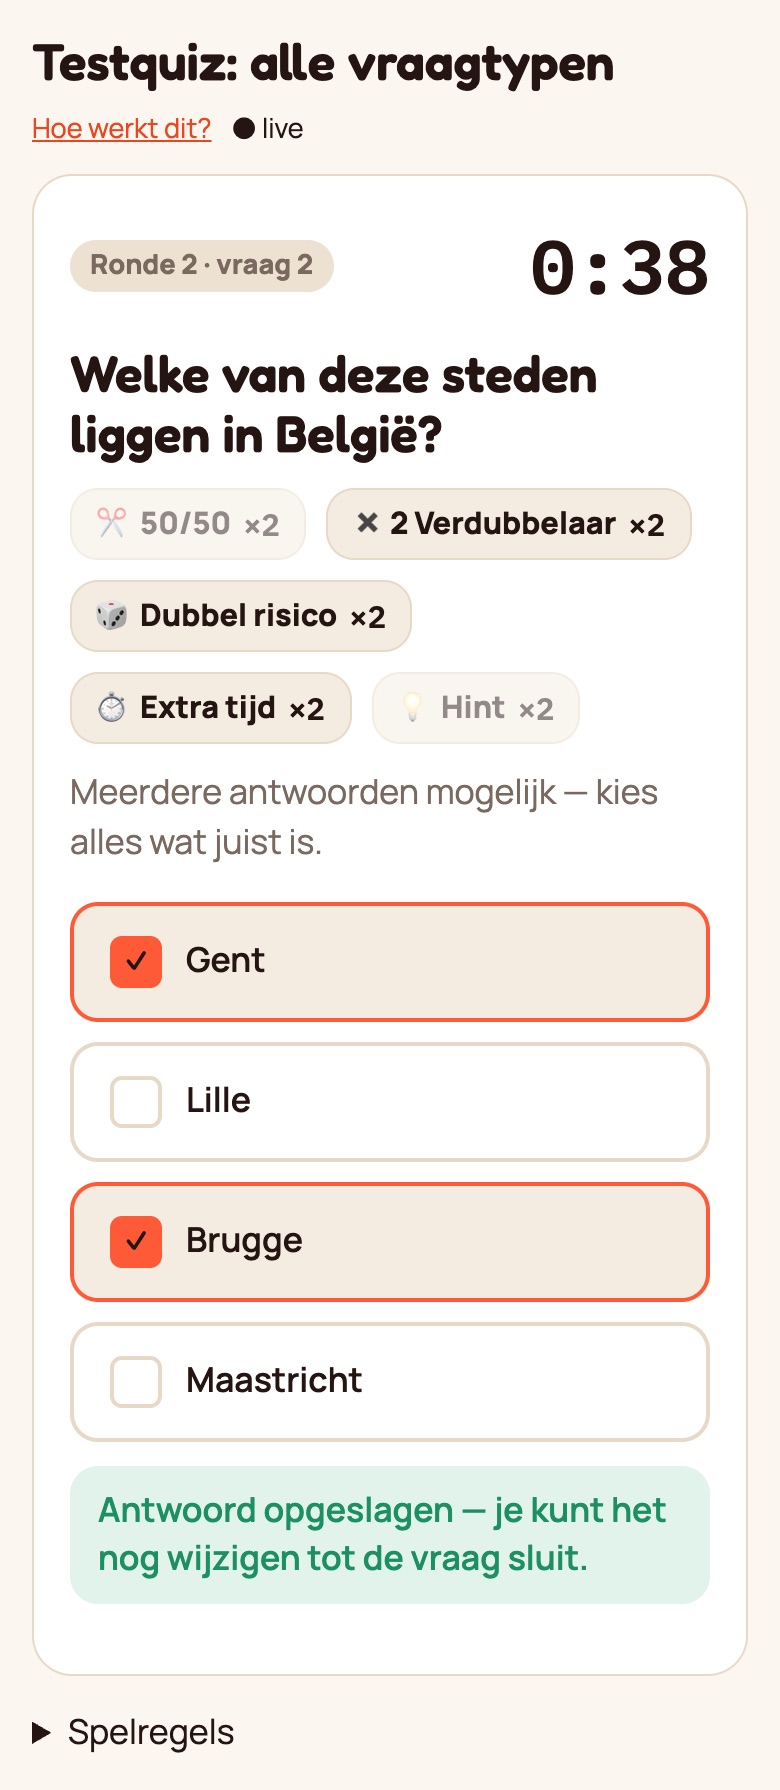 Testquiz: alle vraagtypen
Hoe werkt dit? ● live
Ronde 2 · vraag 2
0:38
Welke van deze steden
liggen in België?
✂️ 50/50 ×2
✖️ 2 Verdubbelaar ×2
🎲 Dubbel risico ×2
⏱️ Extra tijd ×2
💡 Hint ×2
Meerdere antwoorden mogelijk — kies
alles wat juist is.
✓ Gent
Lille
✓ Brugge
Maastricht
Antwoord opgeslagen — je kunt het
nog wijzigen tot de vraag sluit.
▶ Spelregels